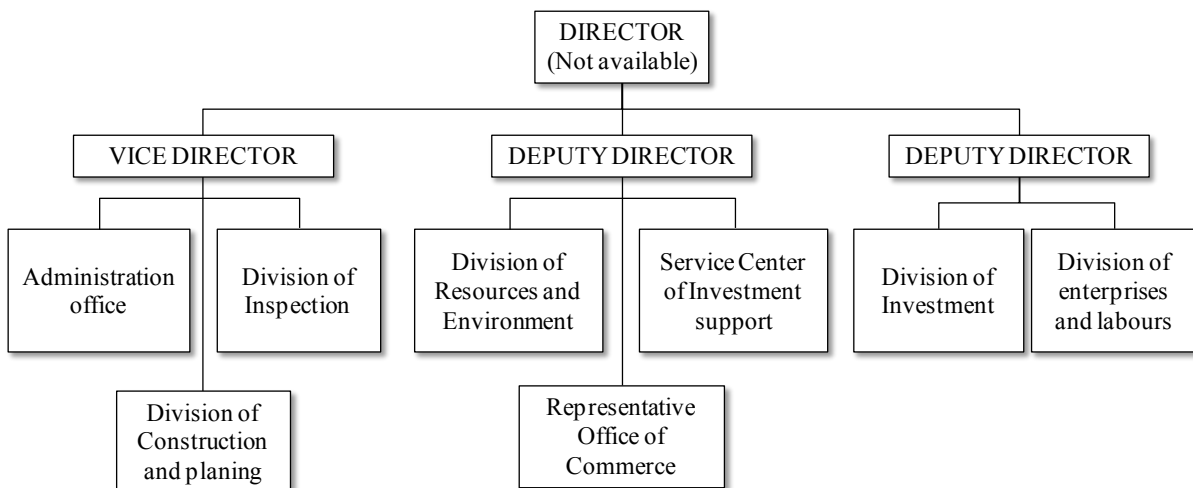 DIRECTOR
(Not available)
VICE DIRECTOR
DEPUTY DIRECTOR
DEPUTY DIRECTOR
Administration
office
Division of
Inspection
Division of
Resources and
Environment
Service Center
of Investment
support
Division of
Investment
Division of
enterprises
and labours
Division of
Construction
and planing
Representative
Office of
Commerce